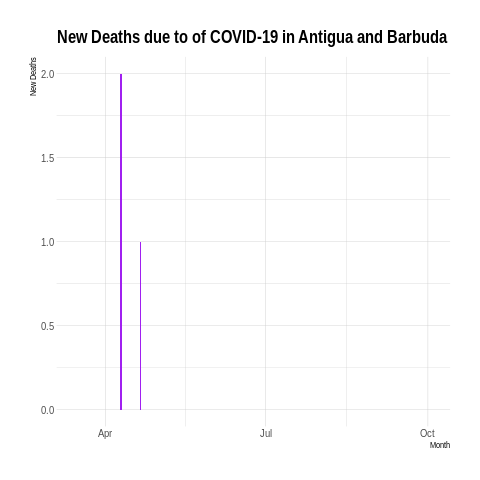 New Deaths due to of COVID-19 in Antigua and Barbuda
New Deaths
2.0
1.5
1.0
0.5
0.0
Apr Jul Oct
Month